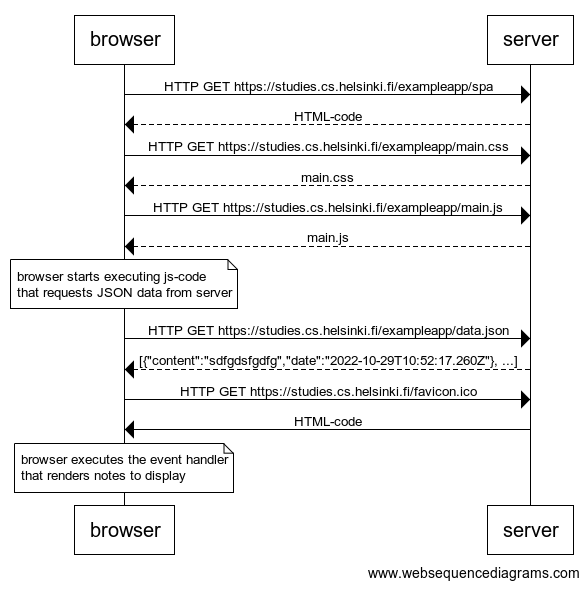 browser
server
HTTP GET https://studies.cs.helsinki.fi/exampleapp/spa
HTML-code
HTTP GET https://studies.cs.helsinki.fi/exampleapp/main.css
main.css
HTTP GET https://studies.cs.helsinki.fi/exampleapp/main.js
main.js
browser starts executing js-code
that requests JSON data from server
HTTP GET https://studies.cs.helsinki.fi/exampleapp/data.json
[{"content":"sdfgdsfgdfg","date":"2022-10-29T10:52:17.260Z"}, ...]
HTTP GET https://studies.cs.helsinki.fi/favicon.ico
HTML-code
browser executes the event handler
that renders notes to display
browser
server
www.websequencediagrams.com